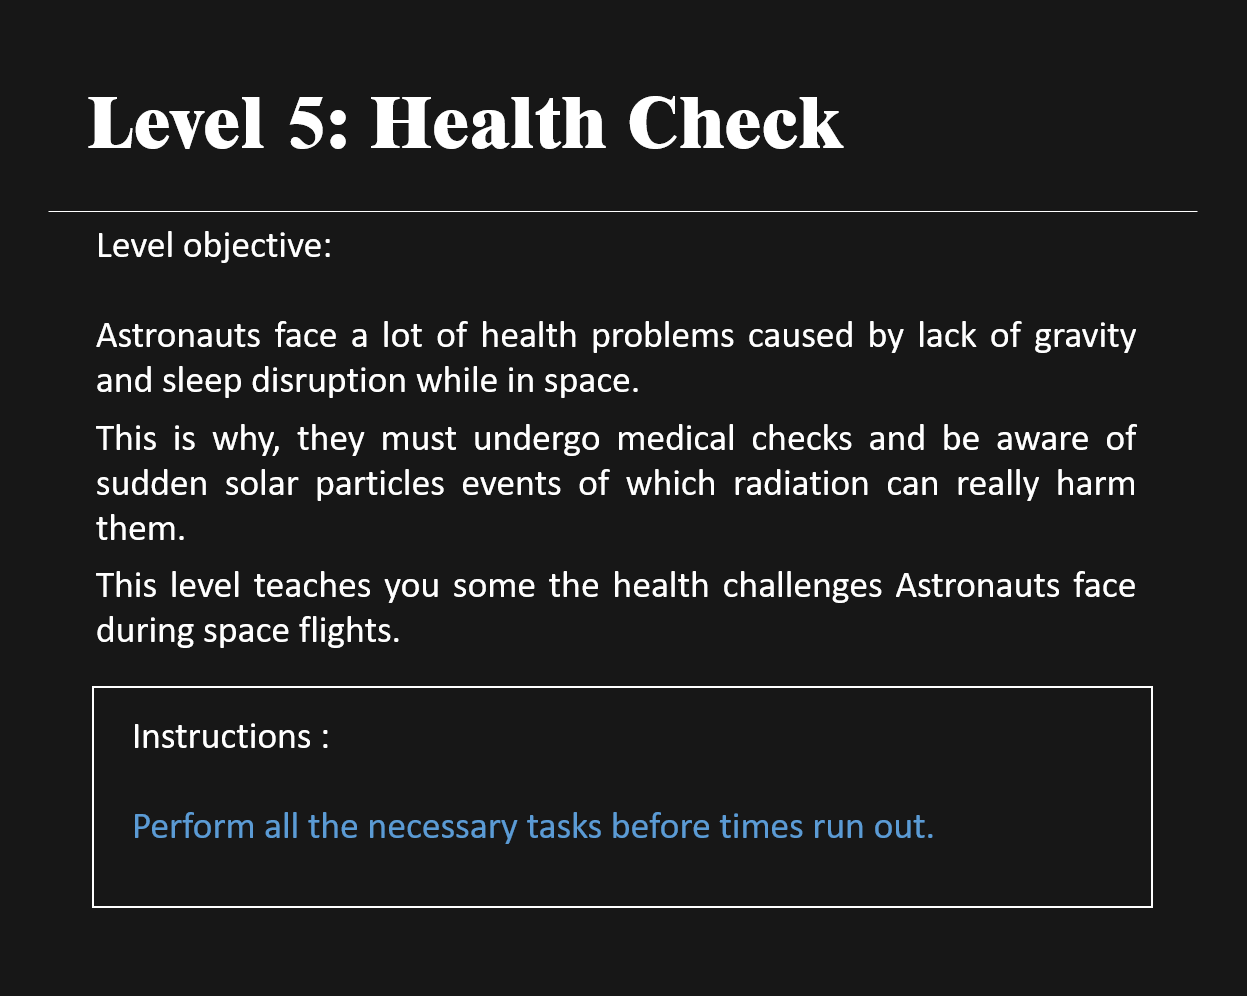 Level 5: Health Check
Level objective:
Astronauts face a lot of health problems caused by lack of gravity
and sleep disruption while in space.
This is why, they must undergo medical checks and be aware of
sudden solar particles events of which radiation can really harm
them.
This level teaches you some the health challenges Astronauts face
during space flights.
Instructions :
Perform all the necessary tasks before times run out.